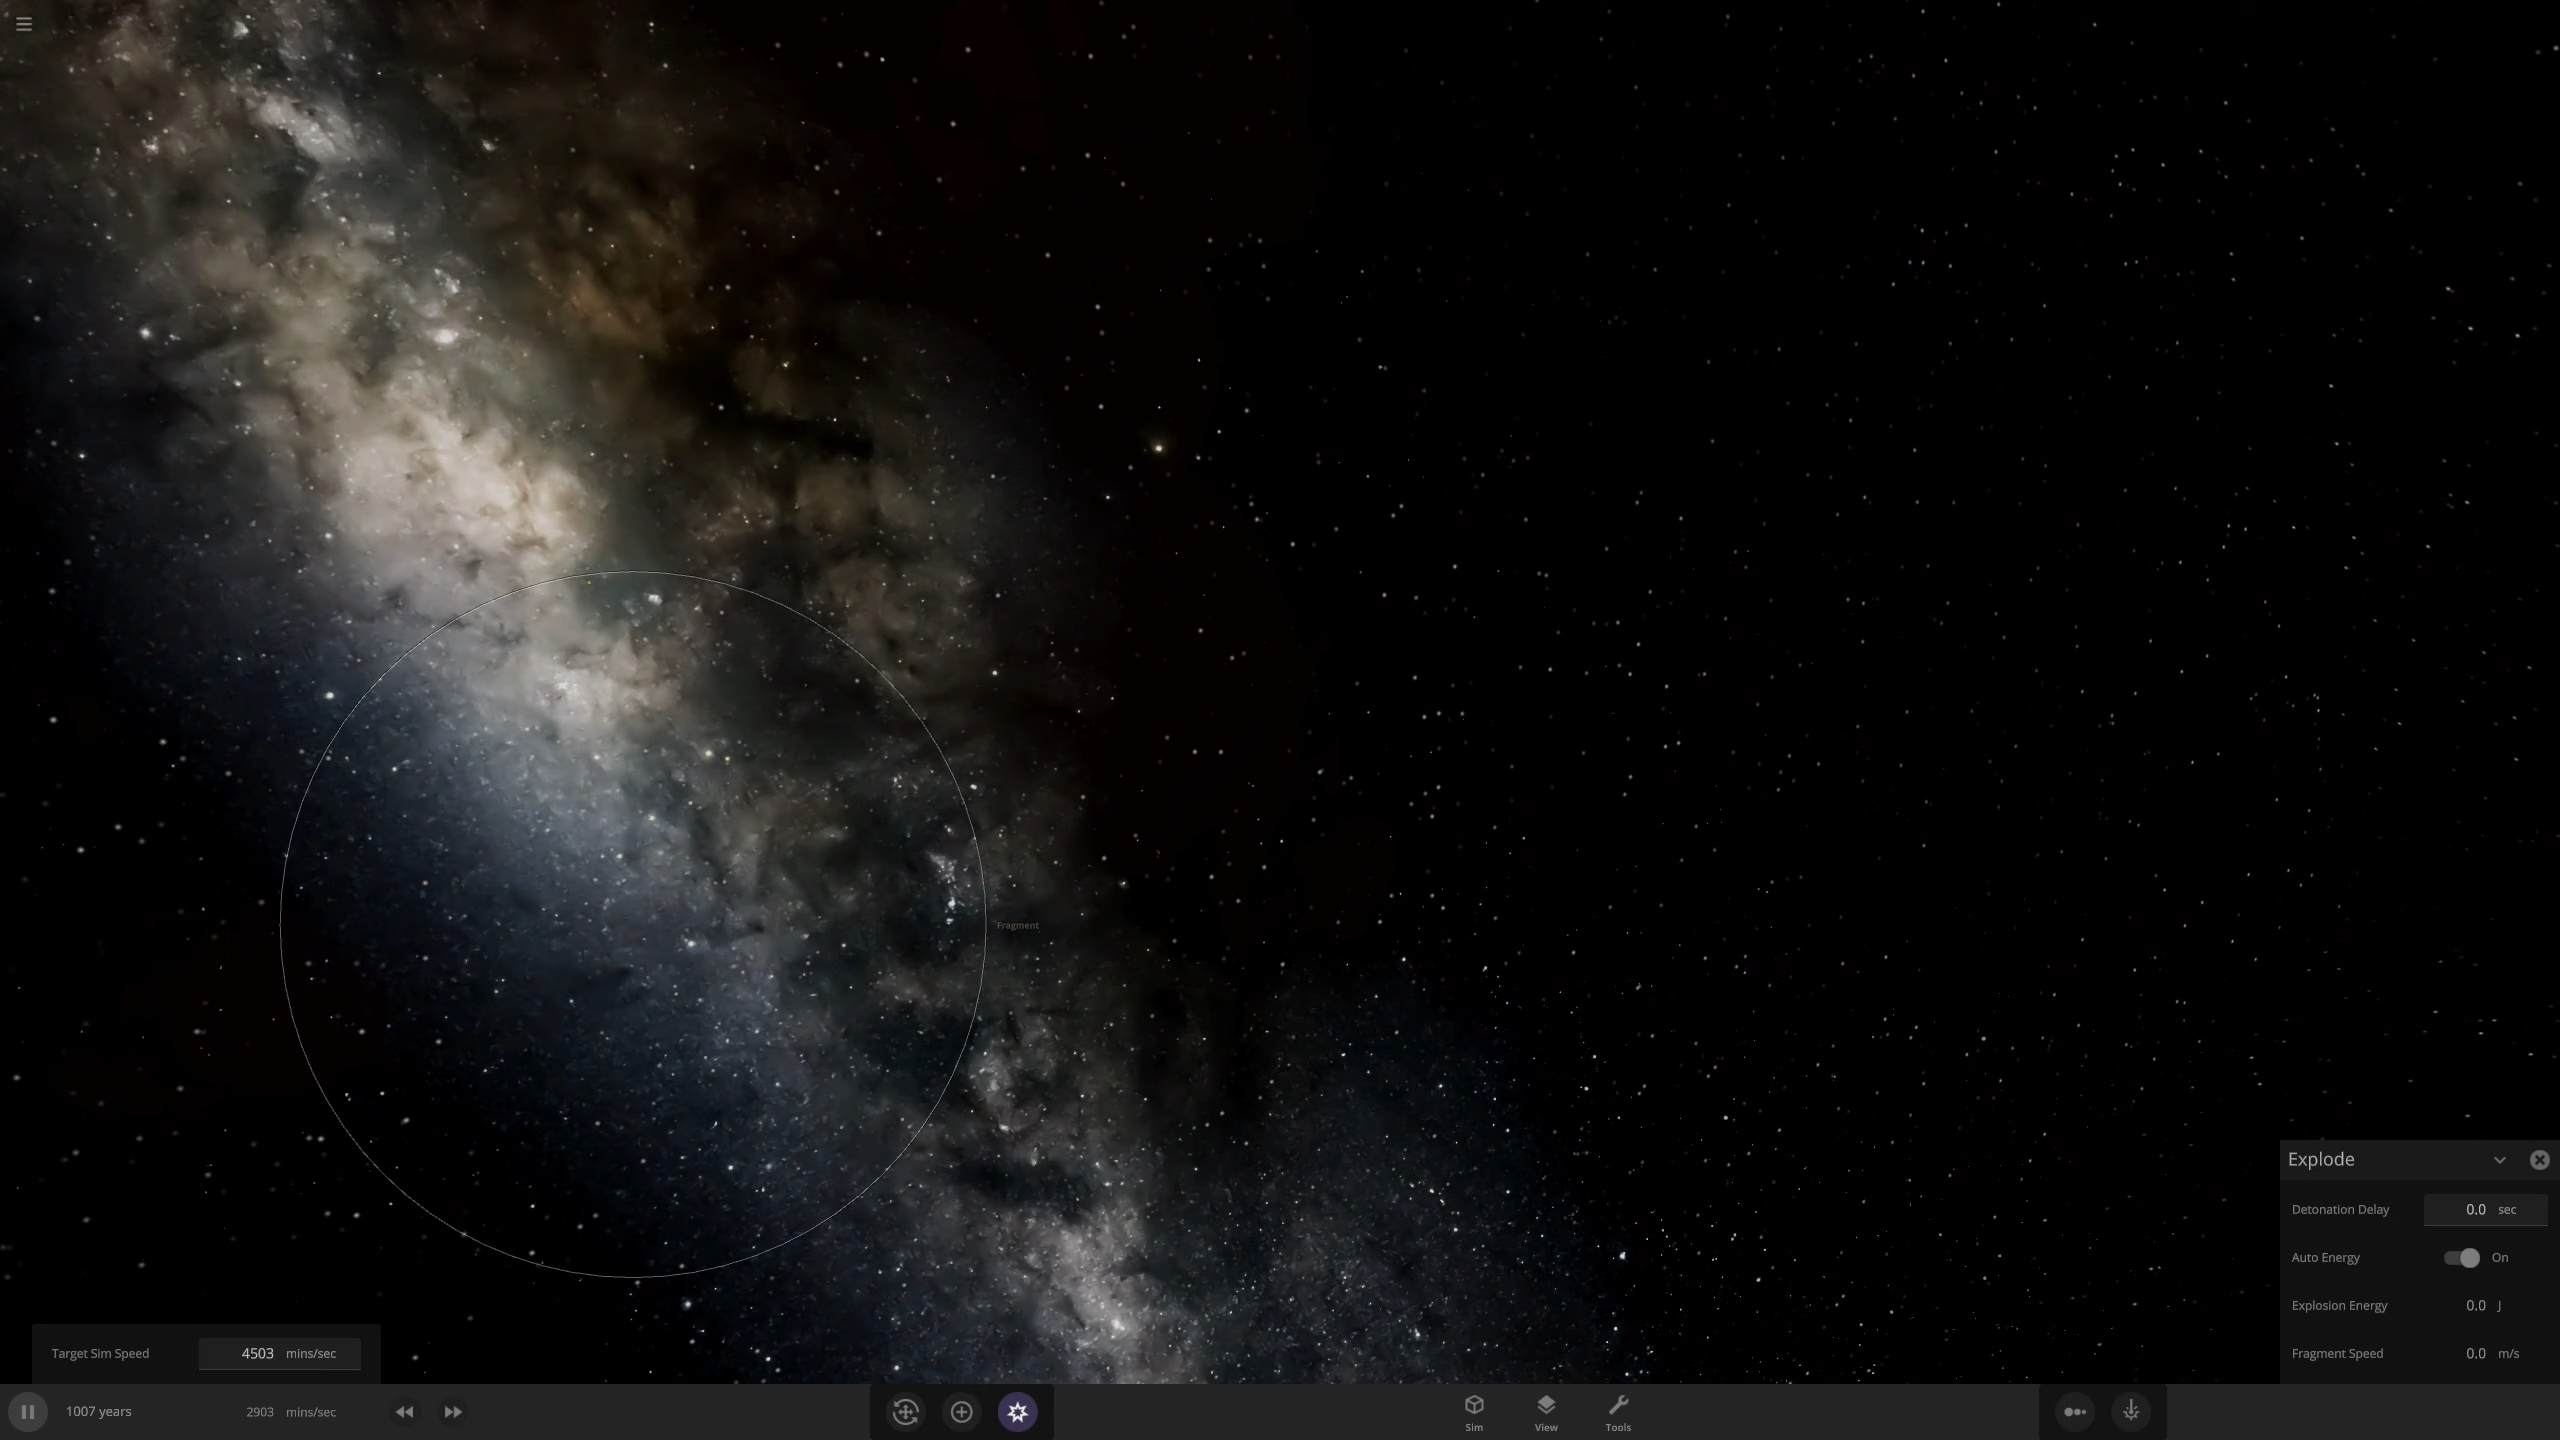 Fragment
Explode
Detonation Delay 0.0 sec
Auto Energy On
Explosion Energy 0.0 J
Fragment Speed 0.0 m/s
Target Sim Speed 4503 mins/sec
1007 years 2903 mins/sec
Sim View Tools